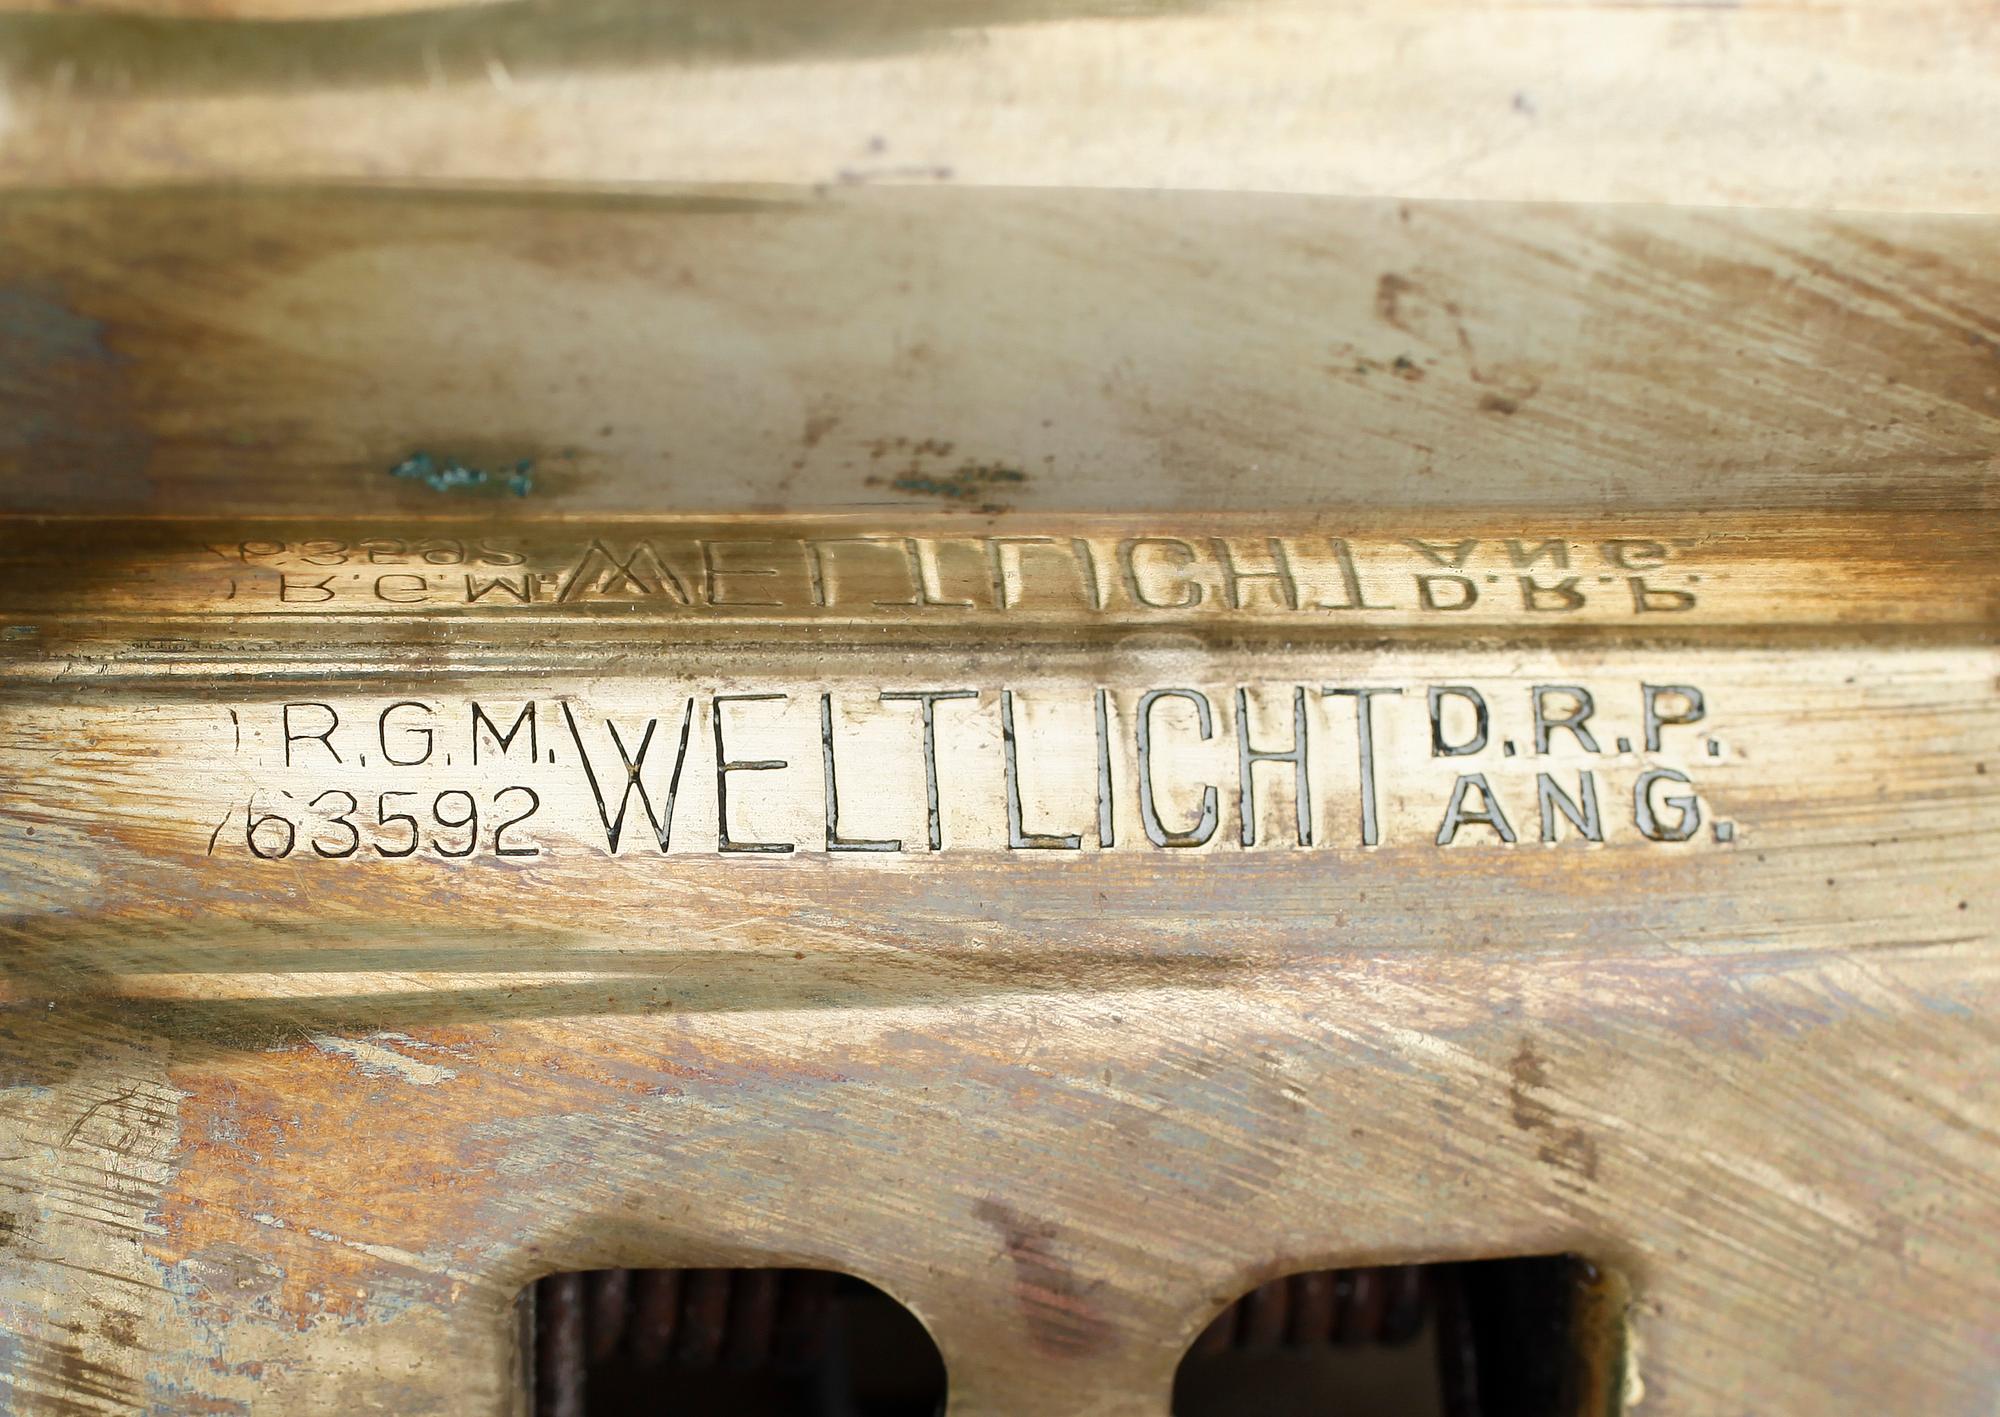 R.G.M. WELTLICHT D.R.P.
63592 ANG.